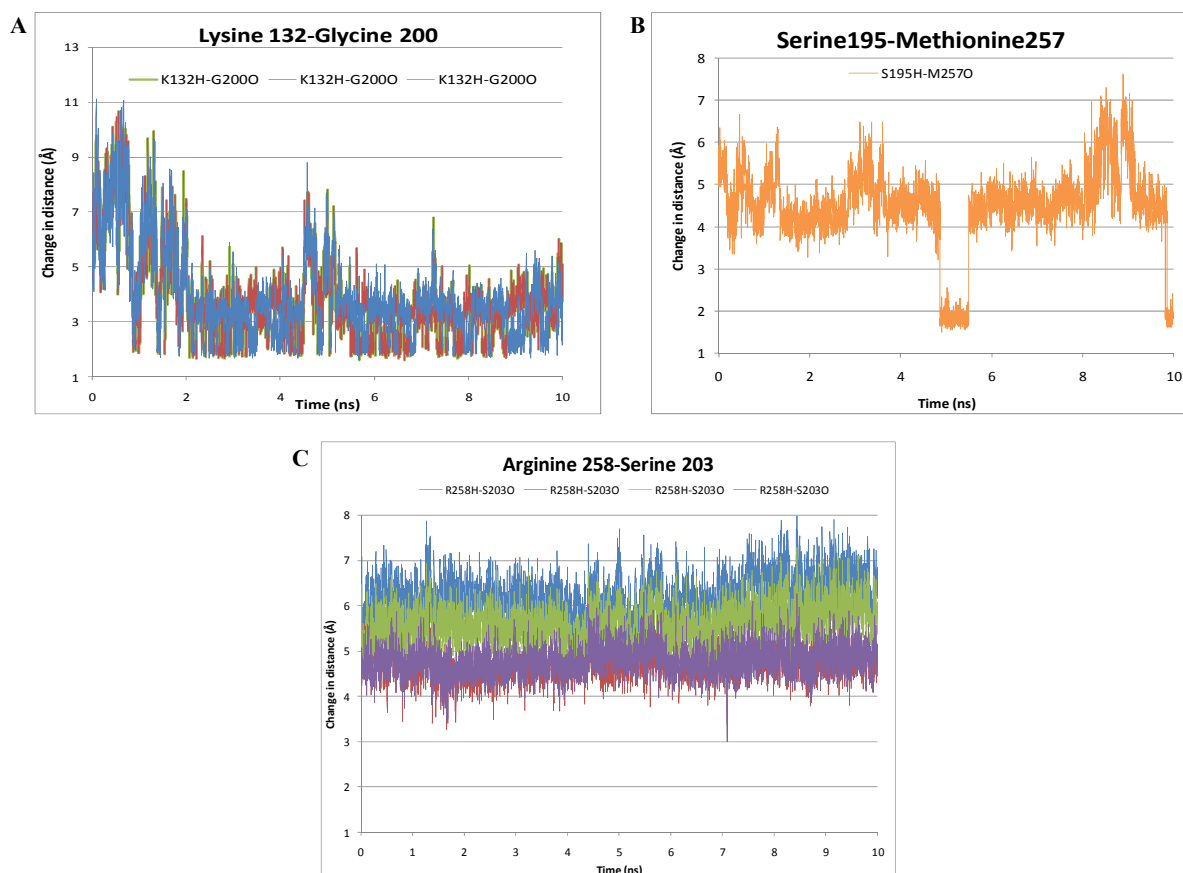 A
Lysine 132-Glycine 200
K132H-G200O K132H-G200O K132H-G200O
Change in distance (Å)
13
11
9
7
5
3
1
0 2 4 6 8 10
Time (ns)
B
Serine195-Methionine257
S195H-M257O
Change in distance (Å)
8
7
6
5
4
3
2
1
0 2 4 6 8 10
Time (ns)
C
Arginine 258-Serine 203
R258H-S203O R258H-S203O R258H-S203O R258H-S203O
Change in distance (Å)
8
7
6
5
4
3
2
1
0 1 2 3 4 5 6 7 8 9 10
Time (ns)